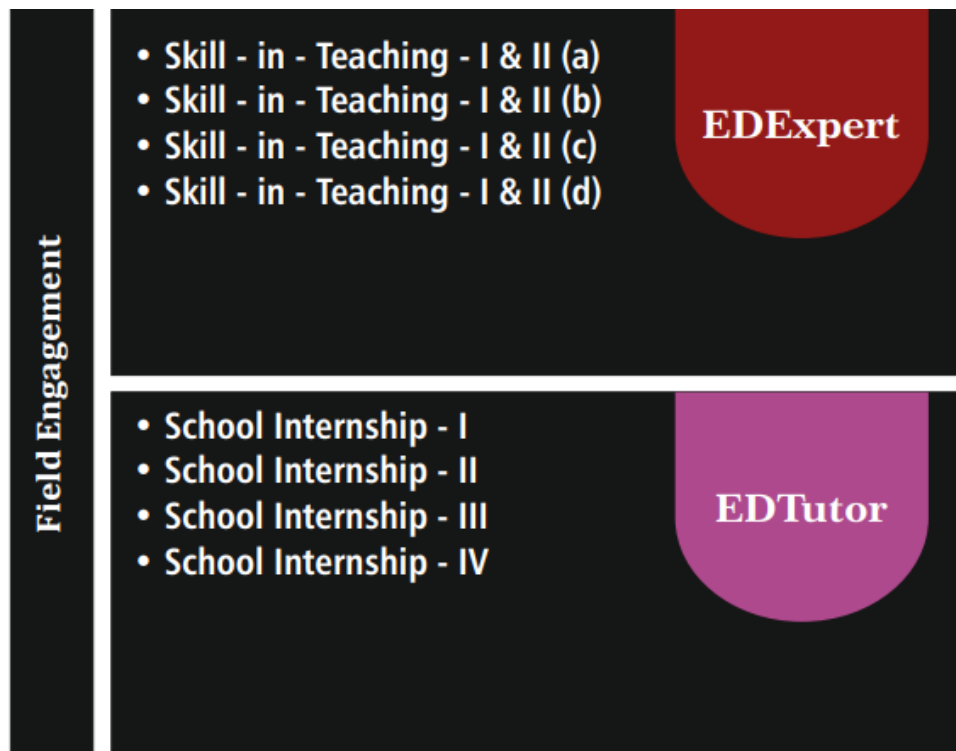 Field Engagement
• Skill - in - Teaching - I & II (a)
• Skill - in - Teaching - I & II (b)
• Skill - in - Teaching - I & II (c)
• Skill - in - Teaching - I & II (d)
EDExpert
• School Internship - I
• School Internship - II
• School Internship - III
• School Internship - IV
EDTutor